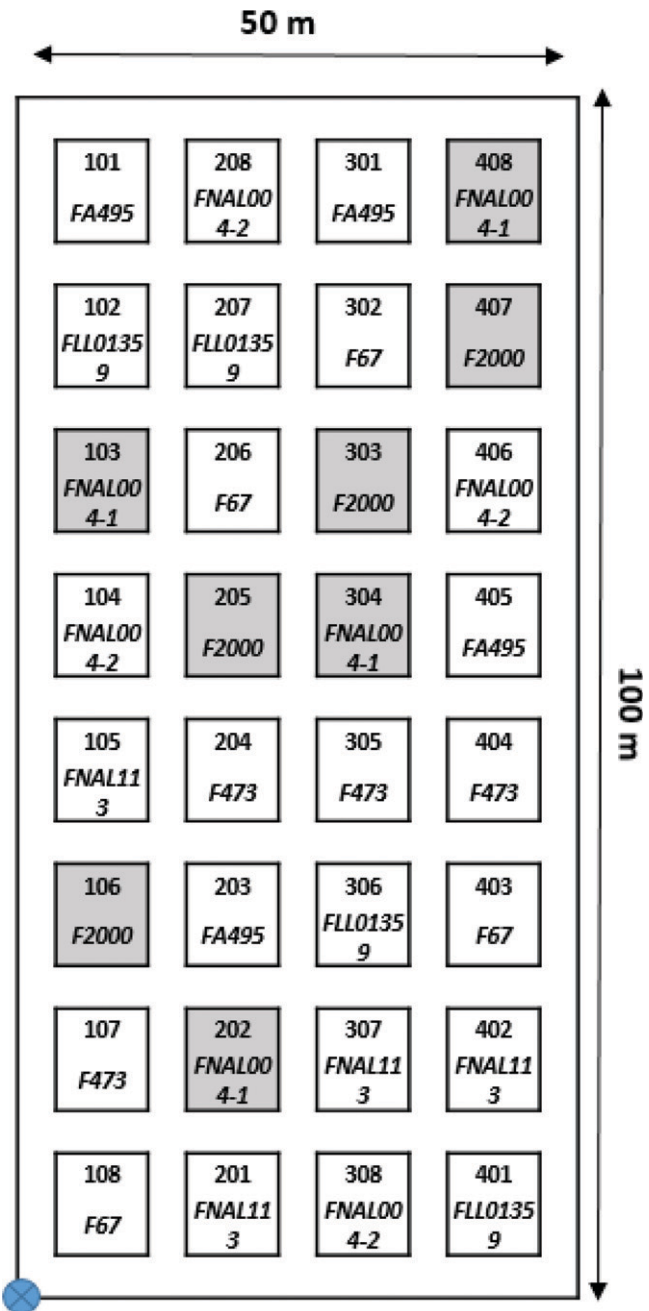 50 m
101
FA495
208
FNAL00
4-2
301
FA495
408
FNAL00
4-1
102
FLL0135
9
207
FLL0135
9
302
F67
407
F2000
103
FNAL00
4-1
206
F67
303
F2000
406
FNAL00
4-2
104
FNAL00
4-2
205
F2000
304
FNAL00
4-1
405
FA495
100 m
105
FNAL11
3
204
F473
305
F473
404
F473
106
F2000
203
FA495
306
FLL0135
9
403
F67
107
F473
202
FNAL00
4-1
307
FNAL11
3
402
FNAL11
3
108
F67
201
FNAL11
3
308
FNAL00
4-2
401
FLL0135
9